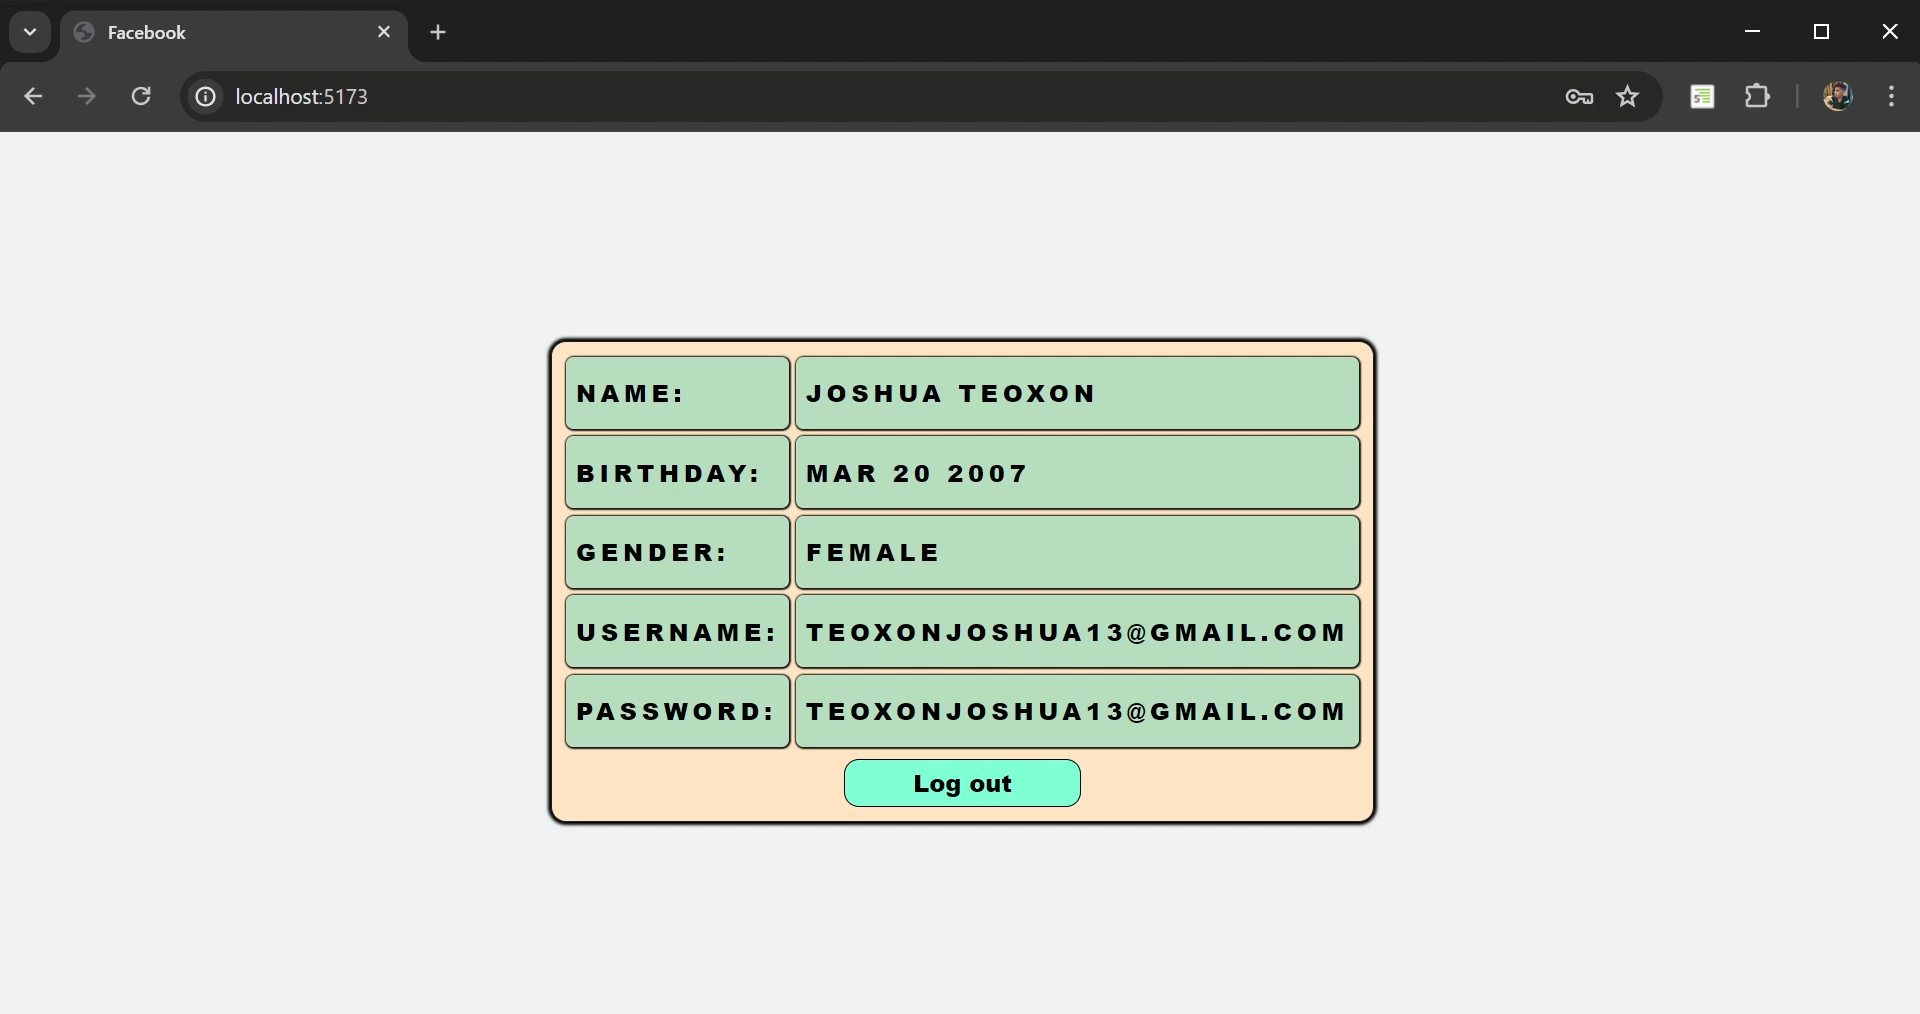 Facebook
localhost:5173
NAME: JOSHUA TEOXON
BIRTHDAY: MAR 20 2007
GENDER: FEMALE
USERNAME: TEOXONJOSHUA13@GMAIL.COM
PASSWORD: TEOXONJOSHUA13@GMAIL.COM
Log out